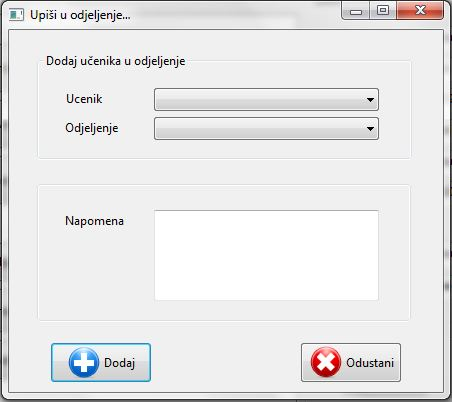 Upiši u odjeljenje...
Dodaj učenika u odjeljenje
Ucenik
Odjeljenje
Napomena
Dodaj
Odustani